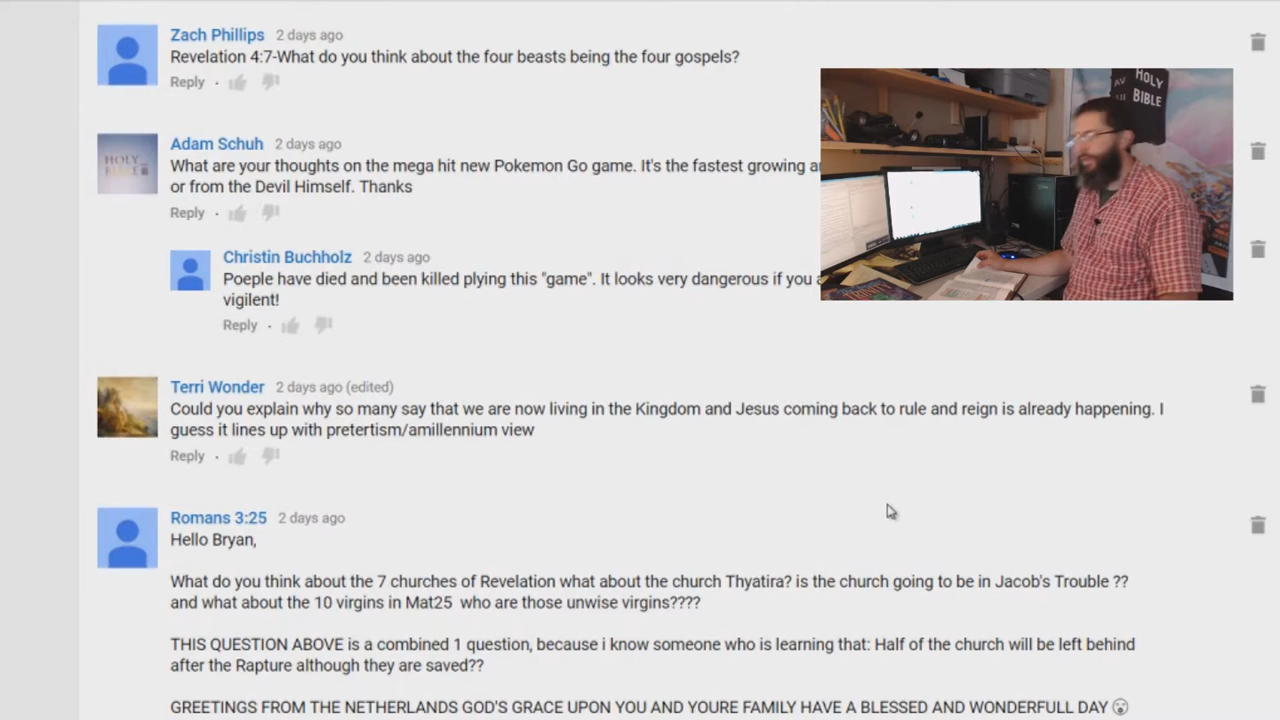 Zach Phillips 2 days ago
Revelation 4:7-What do you think about the four beasts being the four gospels?
Reply
Adam Schuh 2 days ago
What are your thoughts on the mega hit new Pokemon Go game. It's the fastest growing
or from the Devil Himself. Thanks
Reply
Christin Buchholz 2 days ago
Poeple have died and been killed plying this "game". It looks very dangerous if you
vigilent!
Reply
Terri Wonder 2 days ago (edited)
Could you explain why so many say that we are now living in the Kingdom and Jesus coming back to rule and reign is already happening. I
guess it lines up with pretertism/amillennium view
Reply
Romans 3:25 2 days ago
Hello Bryan,
What do you think about the 7 churches of Revelation what about the church Thyatira? is the church going to be in Jacob's Trouble ??
and what about the 10 virgins in Mat25 who are those unwise virgins????
THIS QUESTION ABOVE is a combined 1 question, because i know someone who is learning that: Half of the church will be left behind
after the Rapture although they are saved??
GREETINGS FROM THE NETHERLANDS GOD'S GRACE UPON YOU AND YOURE FAMILY HAVE A BLESSED AND WONDERFULL DAY
HOLY
BIBLE
AV
HOLY
BIBLE